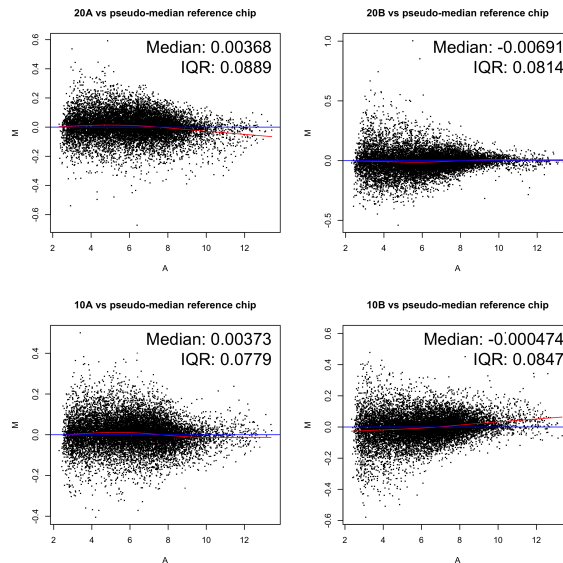 20A vs pseudo-median reference chip
Median: 0.00368
IQR: 0.0889
0.6
0.4
0.2
0.0
-0.2
-0.4
-0.6
M
2 4 6 8 10 12
A
20B vs pseudo-median reference chip
Median: -0.00691
IQR: 0.0814
1.0
0.5
0.0
-0.5
M
2 4 6 8 10 12
A
10A vs pseudo-median reference chip
Median: 0.00373
IQR: 0.0779
0.4
0.2
0.0
-0.2
-0.4
M
2 4 6 8 10 12
A
10B vs pseudo-median reference chip
Median: -0.000474
IQR: 0.0847
0.6
0.4
0.2
0.0
-0.2
-0.4
-0.6
M
2 4 6 8 10 12
A